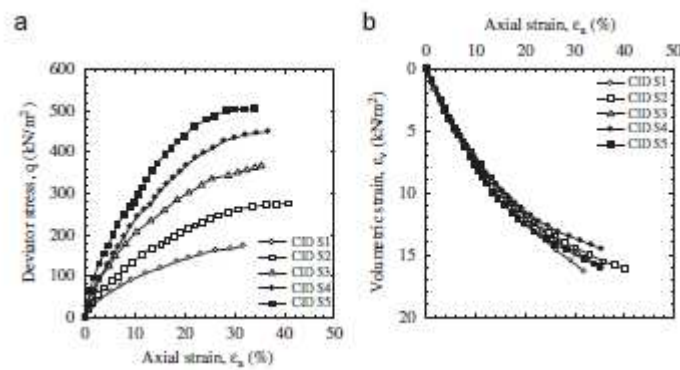 a
Deviator stress, q (kN/m²)
600
500
400
300
200
100
0
CID S1
CID S2
CID S3
CID S4
CID S5
0 10 20 30 40 50
Axial strain, εₐ (%)
b
Axial strain, εₐ (%)
0 10 20 30 40 50
Volumetric strain, εᵥ (kN/m²)
0
5
10
15
20
CID S1
CID S2
CID S3
CID S4
CID S5